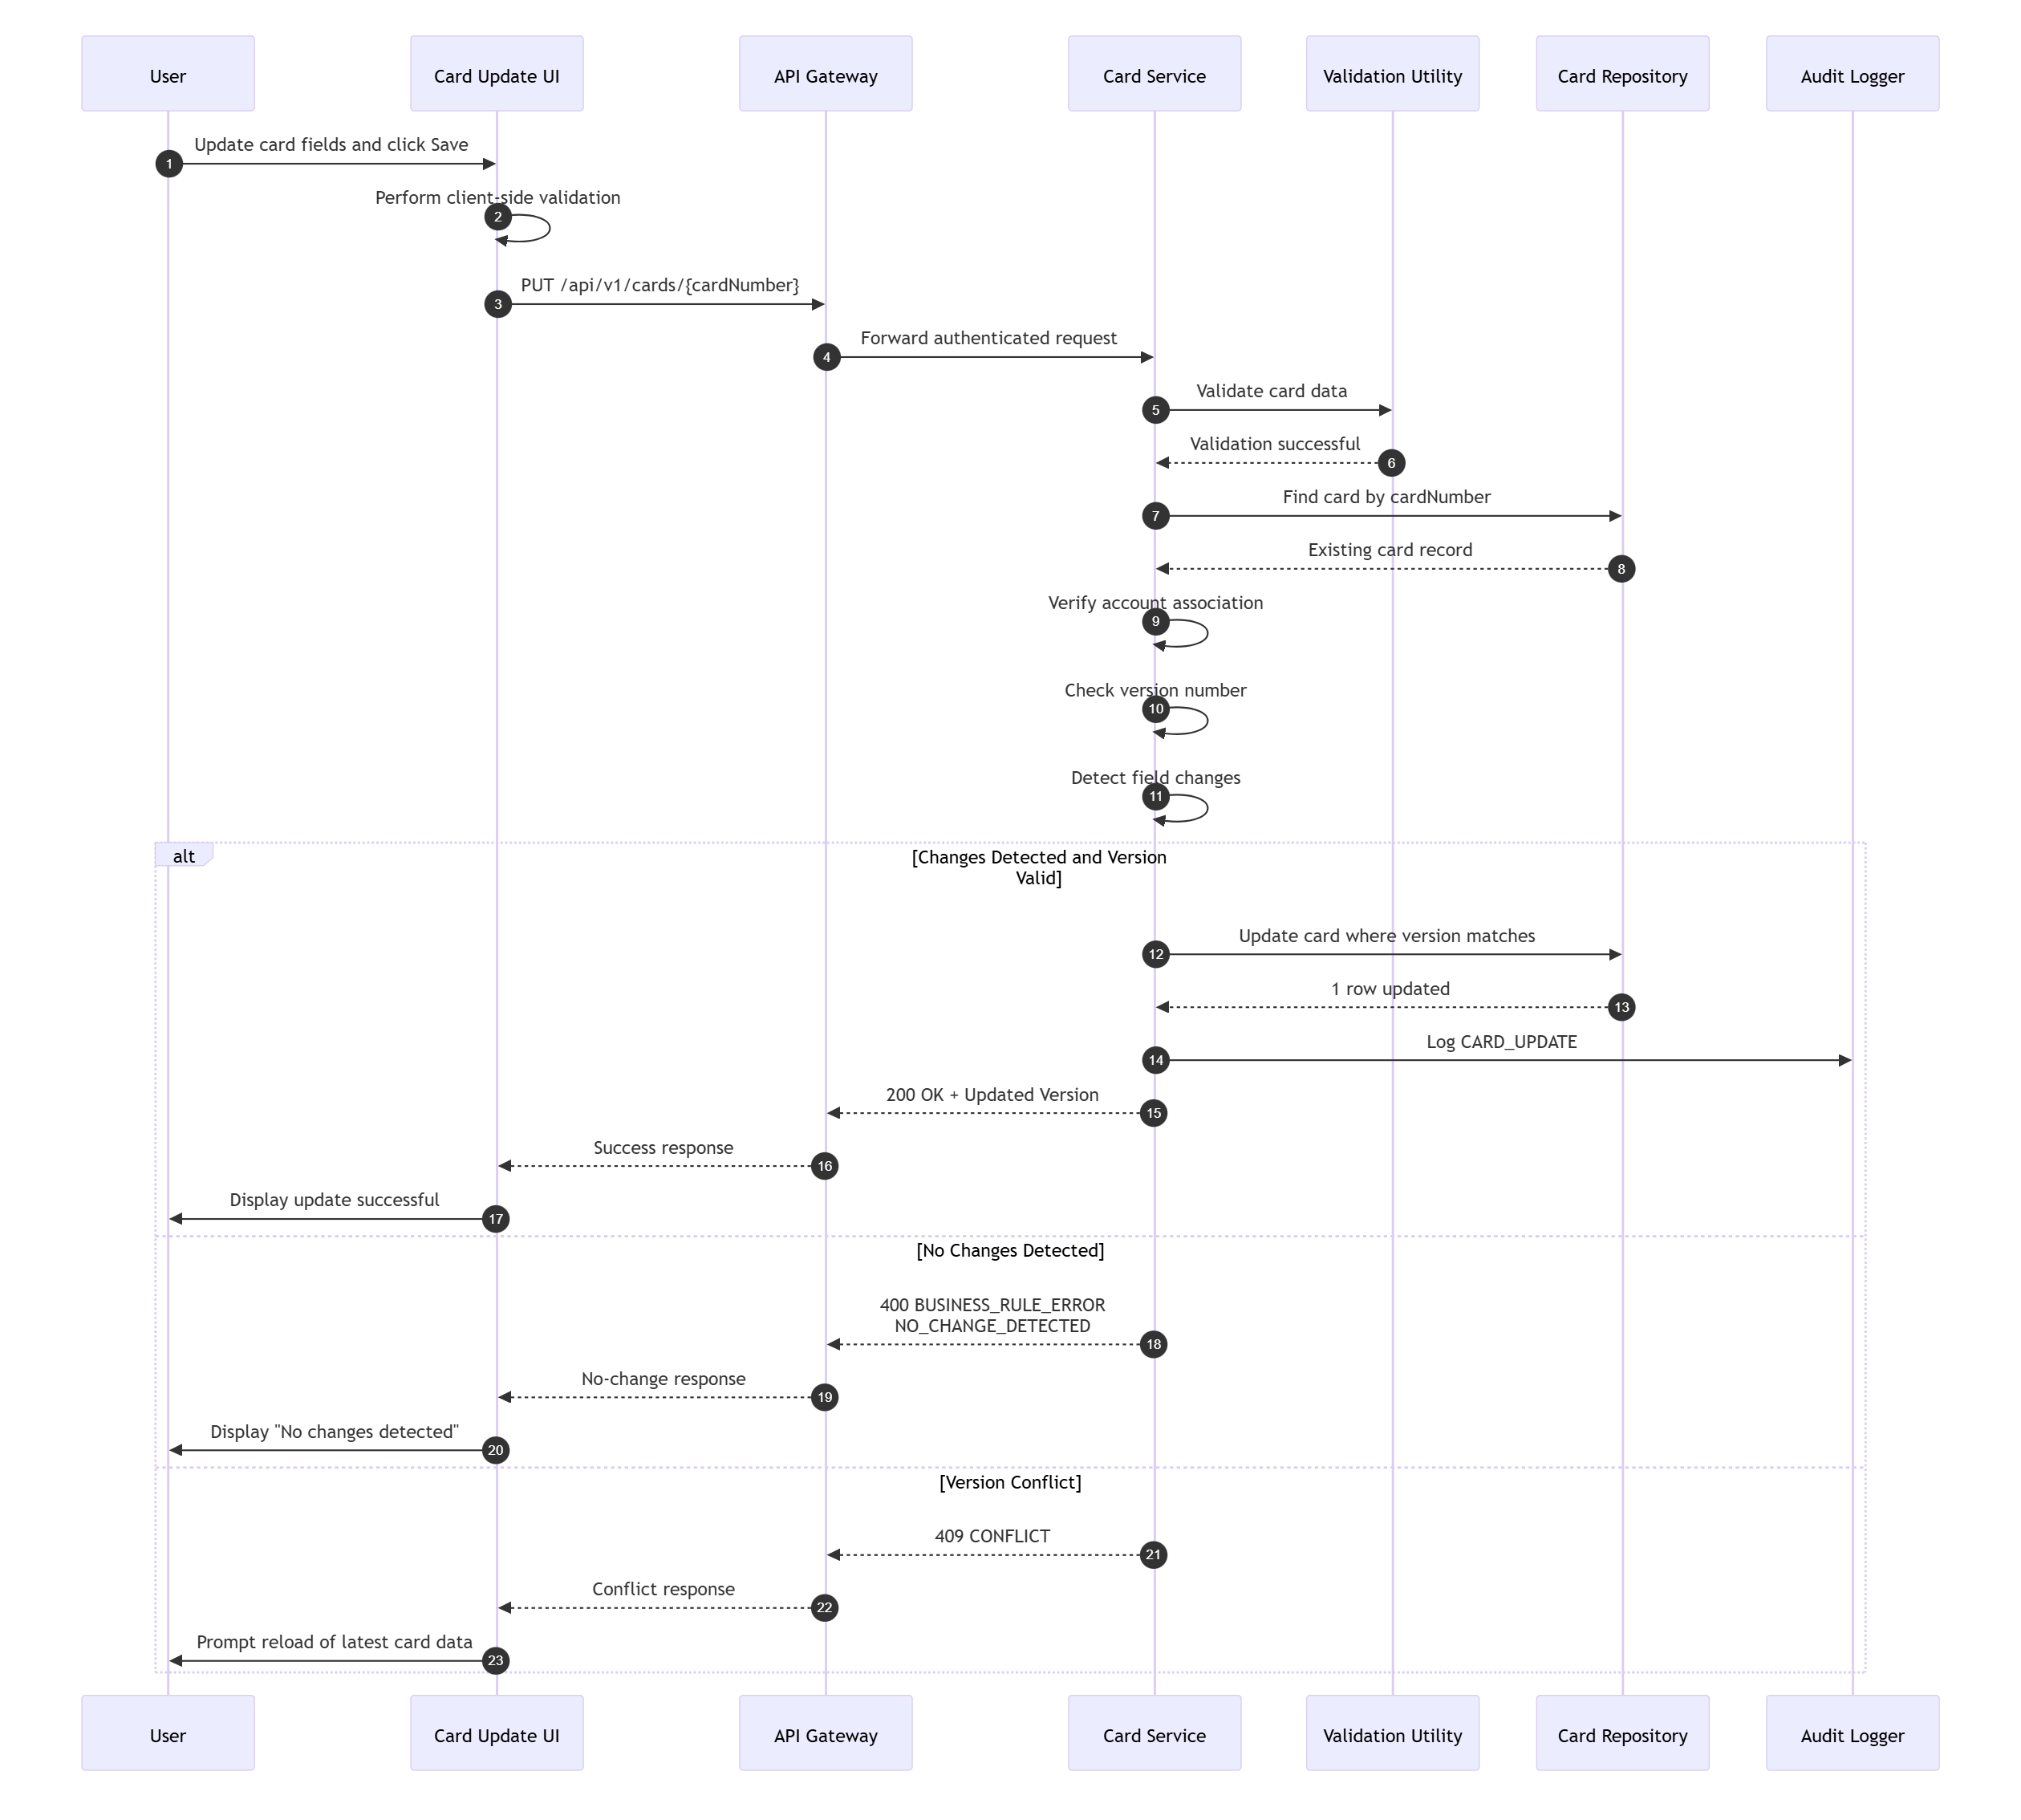 User
Card Update UI
API Gateway
Card Service
Validation Utility
Card Repository
Audit Logger
Update card fields and click Save
1
Perform client-side validation
2
PUT /api/v1/cards/{cardNumber}
3
Forward authenticated request
4
Validate card data
5
Validation successful
6
Find card by cardNumber
7
Existing card record
8
Verify account association
9
Check version number
10
Detect field changes
11
alt
[Changes Detected and Version
Valid]
Update card where version matches
12
1 row updated
13
Log CARD_UPDATE
14
200 OK + Updated Version
15
Success response
16
Display update successful
17
[No Changes Detected]
400 BUSINESS_RULE_ERROR
NO_CHANGE_DETECTED
18
No-change response
19
Display "No changes detected"
20
[Version Conflict]
409 CONFLICT
21
Conflict response
22
Prompt reload of latest card data
23
User
Card Update UI
API Gateway
Card Service
Validation Utility
Card Repository
Audit Logger